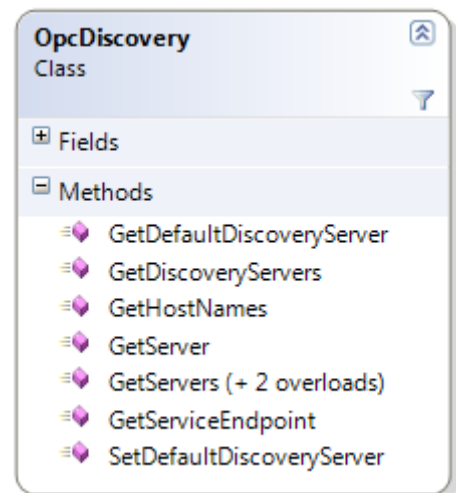 OpcDiscovery
Class
Fields
Methods
GetDefaultDiscoveryServer
GetDiscoveryServers
GetHostNames
GetServer
GetServers (+ 2 overloads)
GetServiceEndpoint
SetDefaultDiscoveryServer